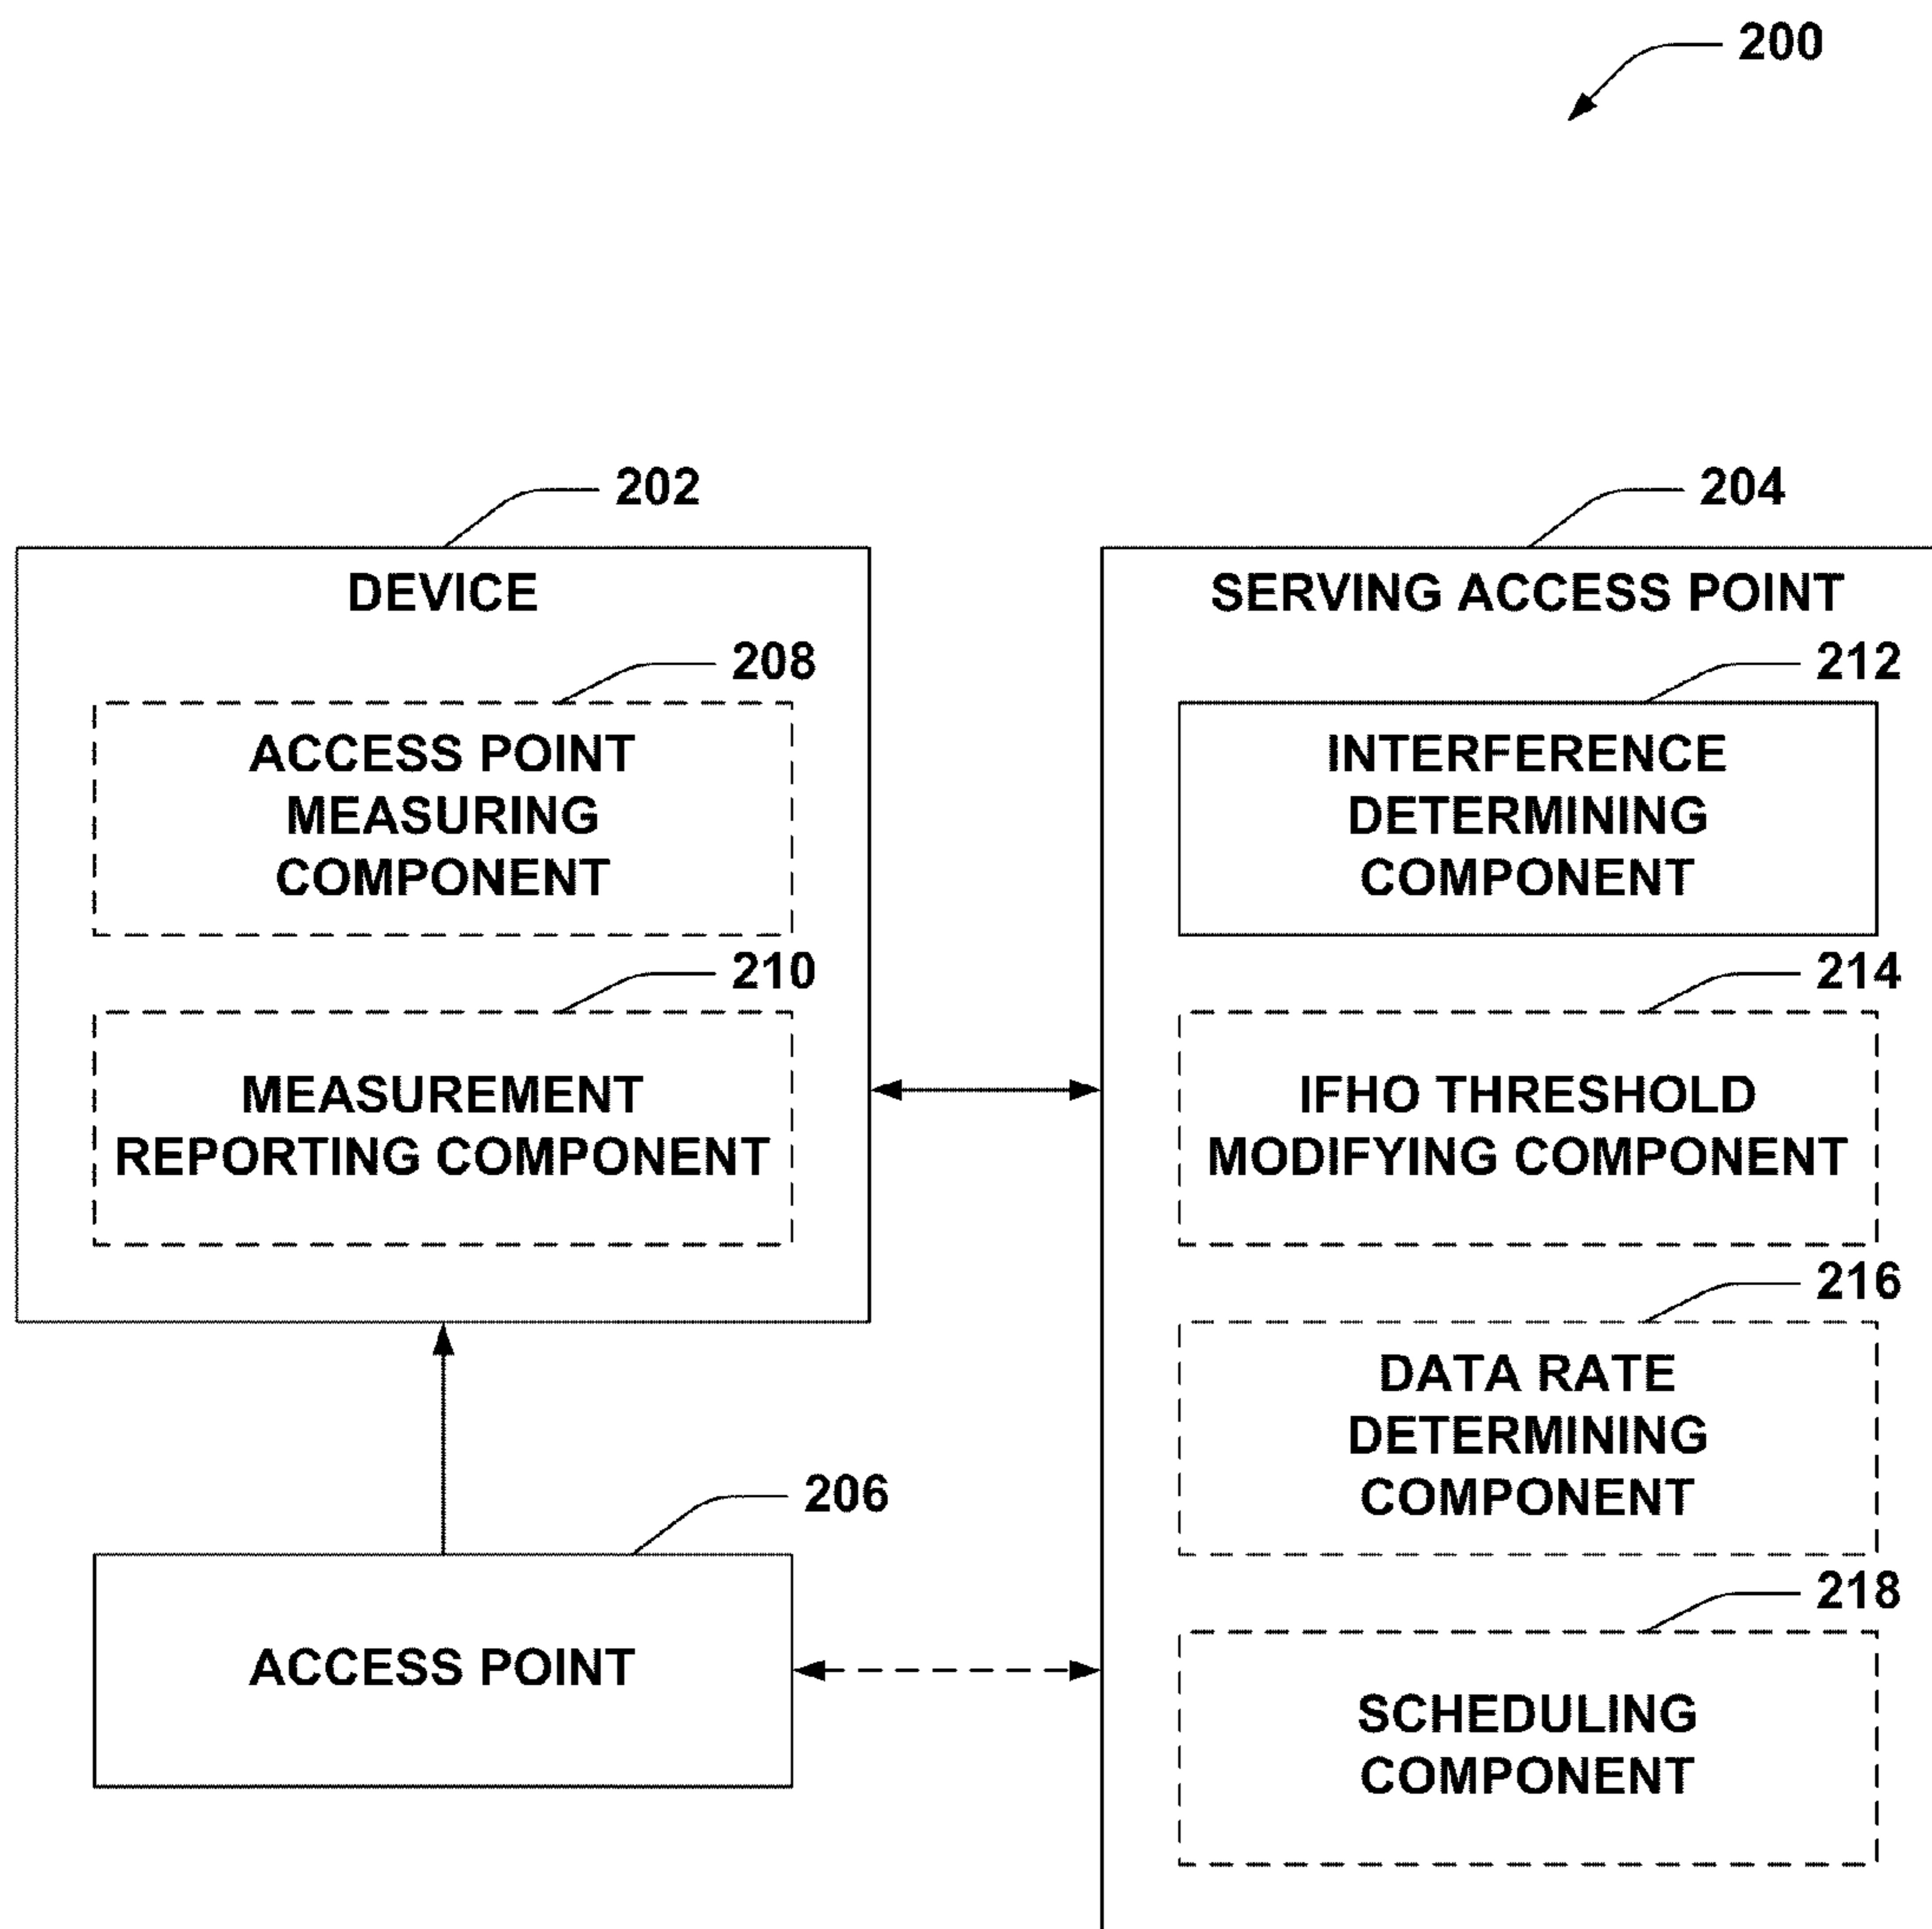 200
202
DEVICE
208
ACCESS POINT
MEASURING
COMPONENT
210
MEASUREMENT
REPORTING COMPONENT
206
ACCESS POINT
204
SERVING ACCESS POINT
212
INTERFERENCE
DETERMINING
COMPONENT
214
IFHO THRESHOLD
MODIFYING COMPONENT
216
DATA RATE
DETERMINING
COMPONENT
218
SCHEDULING
COMPONENT